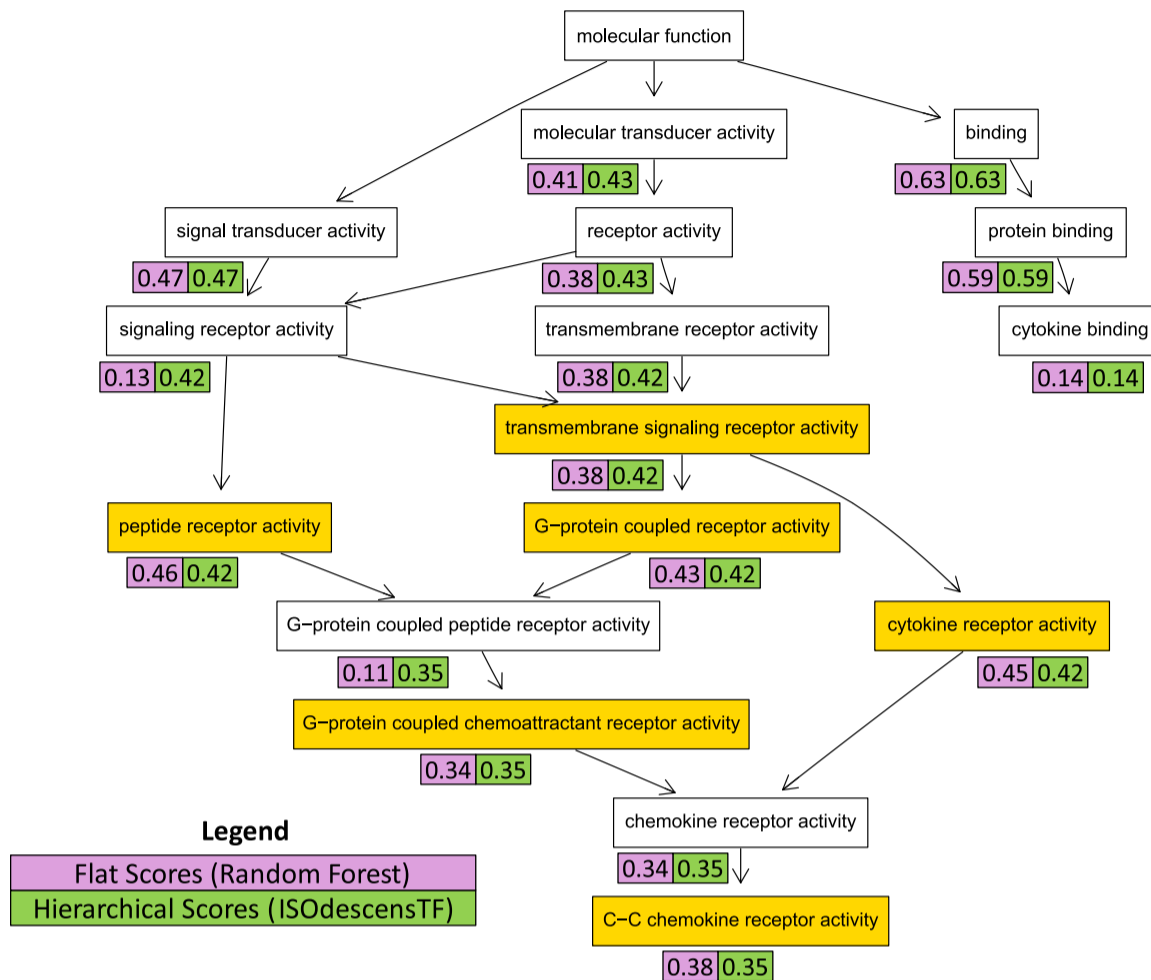 molecular function
molecular transducer activity
binding
0.41 0.43
0.63 0.63
signal transducer activity
receptor activity
protein binding
0.47 0.47
0.38 0.43
0.59 0.59
signaling receptor activity
transmembrane receptor activity
cytokine binding
0.13 0.42
0.38 0.42
0.14 0.14
transmembrane signaling receptor activity
0.38 0.42
peptide receptor activity
G−protein coupled receptor activity
0.46 0.42
0.43 0.42
G−protein coupled peptide receptor activity
cytokine receptor activity
0.11 0.35
0.45 0.42
G−protein coupled chemoattractant receptor activity
0.34 0.35
chemokine receptor activity
0.34 0.35
C−C chemokine receptor activity
0.38 0.35
Legend
Flat Scores (Random Forest)
Hierarchical Scores (ISOdescensTF)